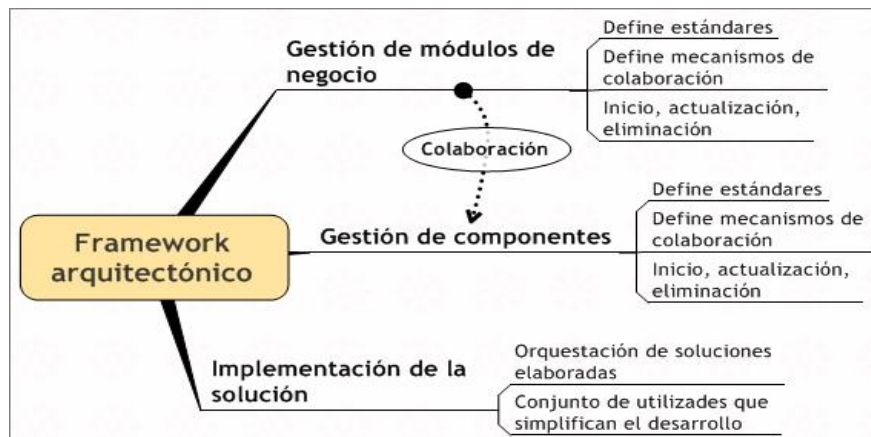 Gestión de módulos de
negocio
Define estándares
Define mecanismos de
colaboración
Inicio, actualización,
eliminación
Colaboración
Framework
arquitectónico
Gestión de componentes
Define estándares
Define mecanismos de
colaboración
Inicio, actualización,
eliminación
Implementación de la
solución
Orquestación de soluciones
elaboradas
Conjunto de utilizades que
simplifican el desarrollo